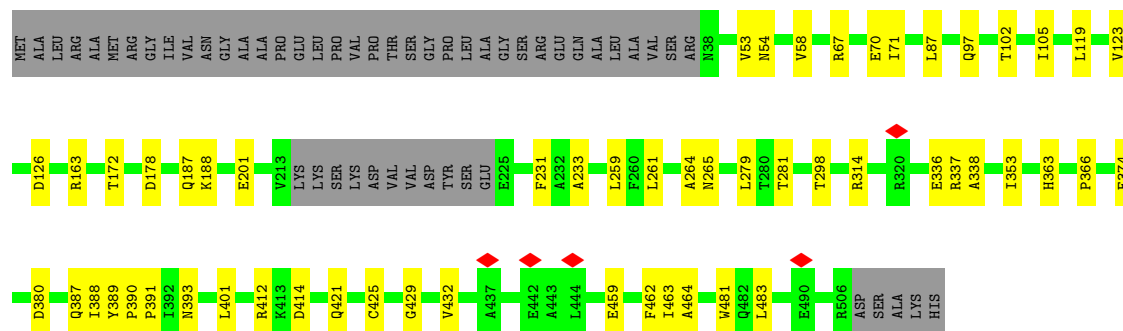 MET ALA LEU ARG ALA MET ARG GLY ILE VAL ASN GLY ALA ALA PRO GLU LEU PRO VAL PRO THR SER GLY PRO LEU ALA GLY SER ARG GLU GLN ALA LEU ALA VAL SER ARG N38 V53 N54 V58 R67 E70 I71 L87 Q97 T102 I105 L119 V123
D126 R163 T172 D178 Q187 K188 E201 V213 LYS LYS SER LYS ASP VAL VAL ASP TYR SER GLU E225 F231 A232 A233 L259 F260 L261 A264 N265 L279 T280 T281 T298 R314 R320 E336 R337 A338 I353 H363 P366
D380 Q387 I388 Y389 P390 P391 I392 N393 L401 R412 K413 D414 Q421 C425 G429 V432 A437 E442 A443 L444 E459 F462 I463 A464 W481 Q482 L483 E490 R506 ASP SER ALA LYS HIS